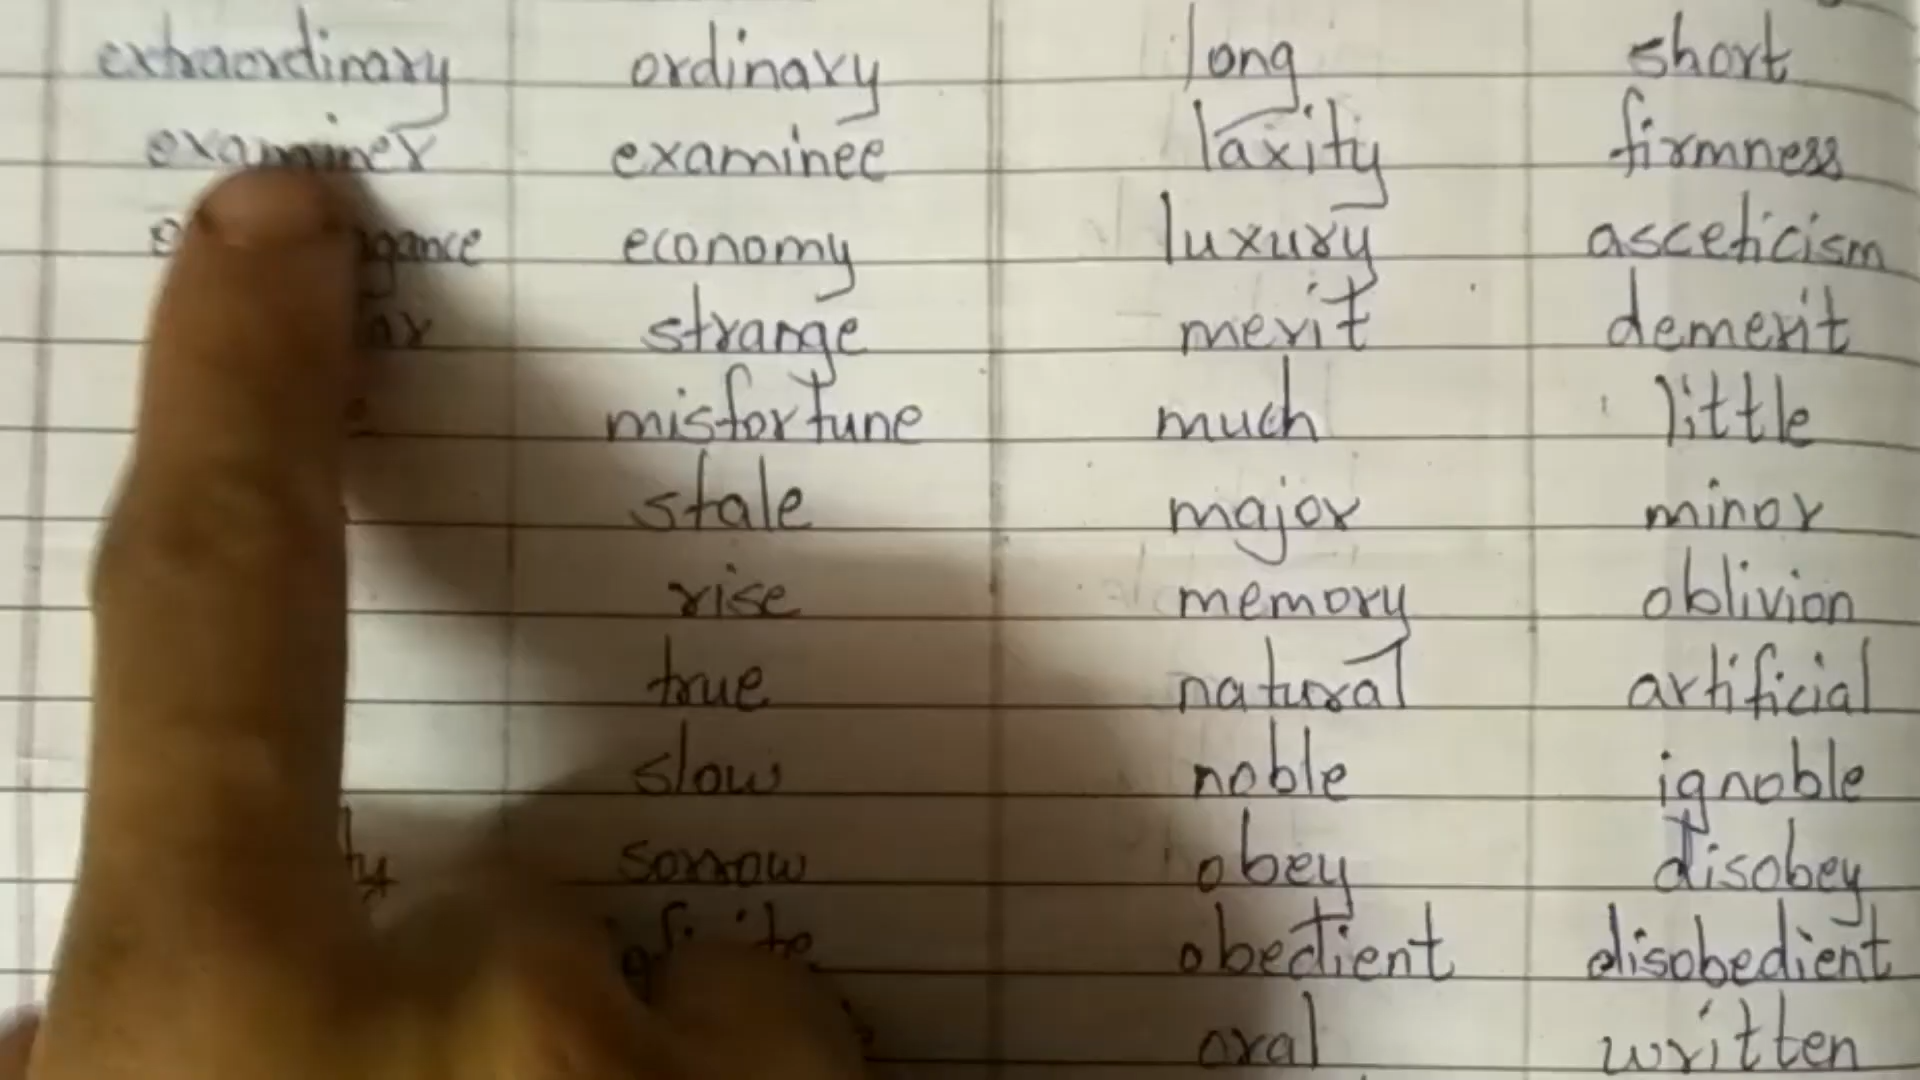 extraordinary ordinary long short
examiner examinee laxity firmness
economy luxury asceticism
strange merit demerit
misfortune much little
stale major minor
rise memory oblivion
true natural artificial
slow noble ignoble
sorrow obey disobey
obedient disobedient
oral written